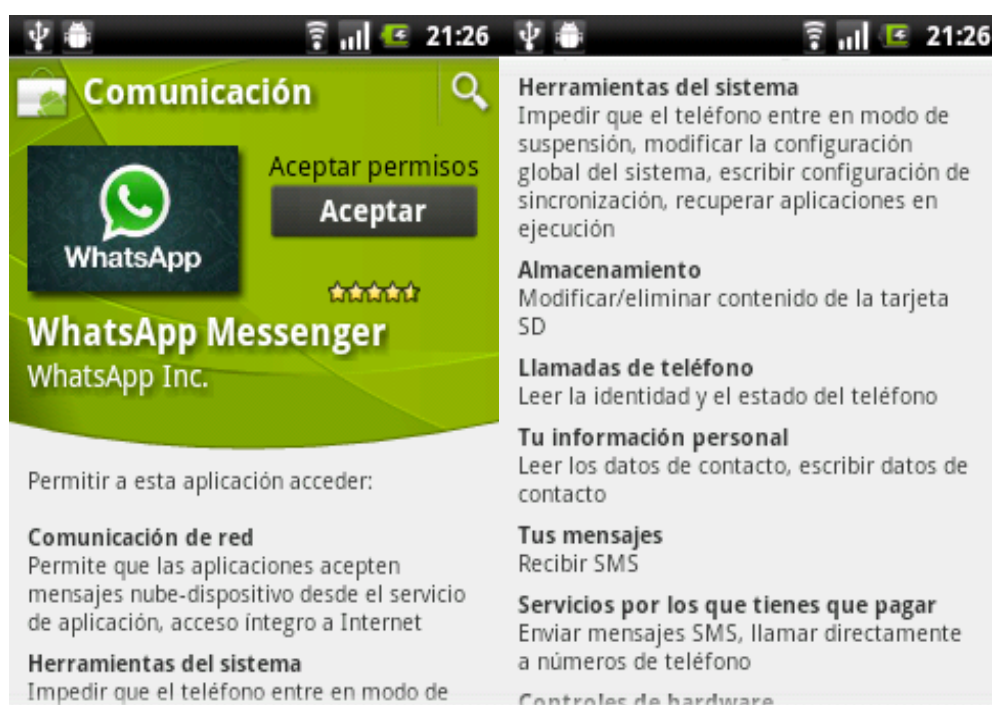 21:26
Comunicación
WhatsApp
Aceptar permisos
Aceptar
WhatsApp Messenger
WhatsApp Inc.
Permitir a esta aplicación acceder:
Comunicación de red
Permite que las aplicaciones acepten
mensajes nube-dispositivo desde el servicio
de aplicación, acceso íntegro a Internet
Herramientas del sistema
Impedir que el teléfono entre en modo de
21:26
Herramientas del sistema
Impedir que el teléfono entre en modo de
suspensión, modificar la configuración
global del sistema, escribir configuración de
sincronización, recuperar aplicaciones en
ejecución
Almacenamiento
Modificar/eliminar contenido de la tarjeta
SD
Llamadas de teléfono
Leer la identidad y el estado del teléfono
Tu información personal
Leer los datos de contacto, escribir datos de
contacto
Tus mensajes
Recibir SMS
Servicios por los que tienes que pagar
Enviar mensajes SMS, llamar directamente
a números de teléfono
Controles de hardware